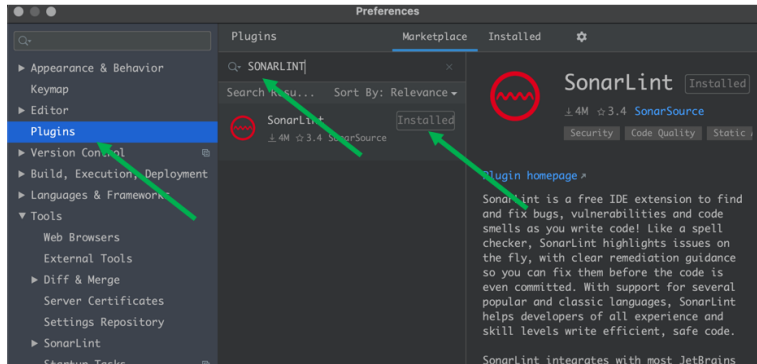 Preferences
Plugins
Marketplace
Installed
Appearance & Behavior
Keymap
Editor
Plugins
Version Control
Build, Execution, Deployment
Languages & Frameworks
Tools
Web Browsers
External Tools
Diff & Merge
Server Certificates
Settings Repository
SonarLint
Startup Tasks
SONARLINT
Search Resu... Sort By: Relevance
SonarLint
Installed
4M 3.4 SonarSource
SonarLint
Installed
4M 3.4 SonarSource
Security
Code Quality
Static
Plugin homepage
SonarLint is a free IDE extension to find
and fix bugs, vulnerabilities and code
smells as you write code! Like a spell
checker, SonarLint highlights issues on
the fly, with clear remediation guidance
so you can fix them before the code is
even committed. With support for several
popular and classic languages, SonarLint
helps developers of all experience and
skill levels write efficient, safe code.
SonarLint integrates with most JetBrains